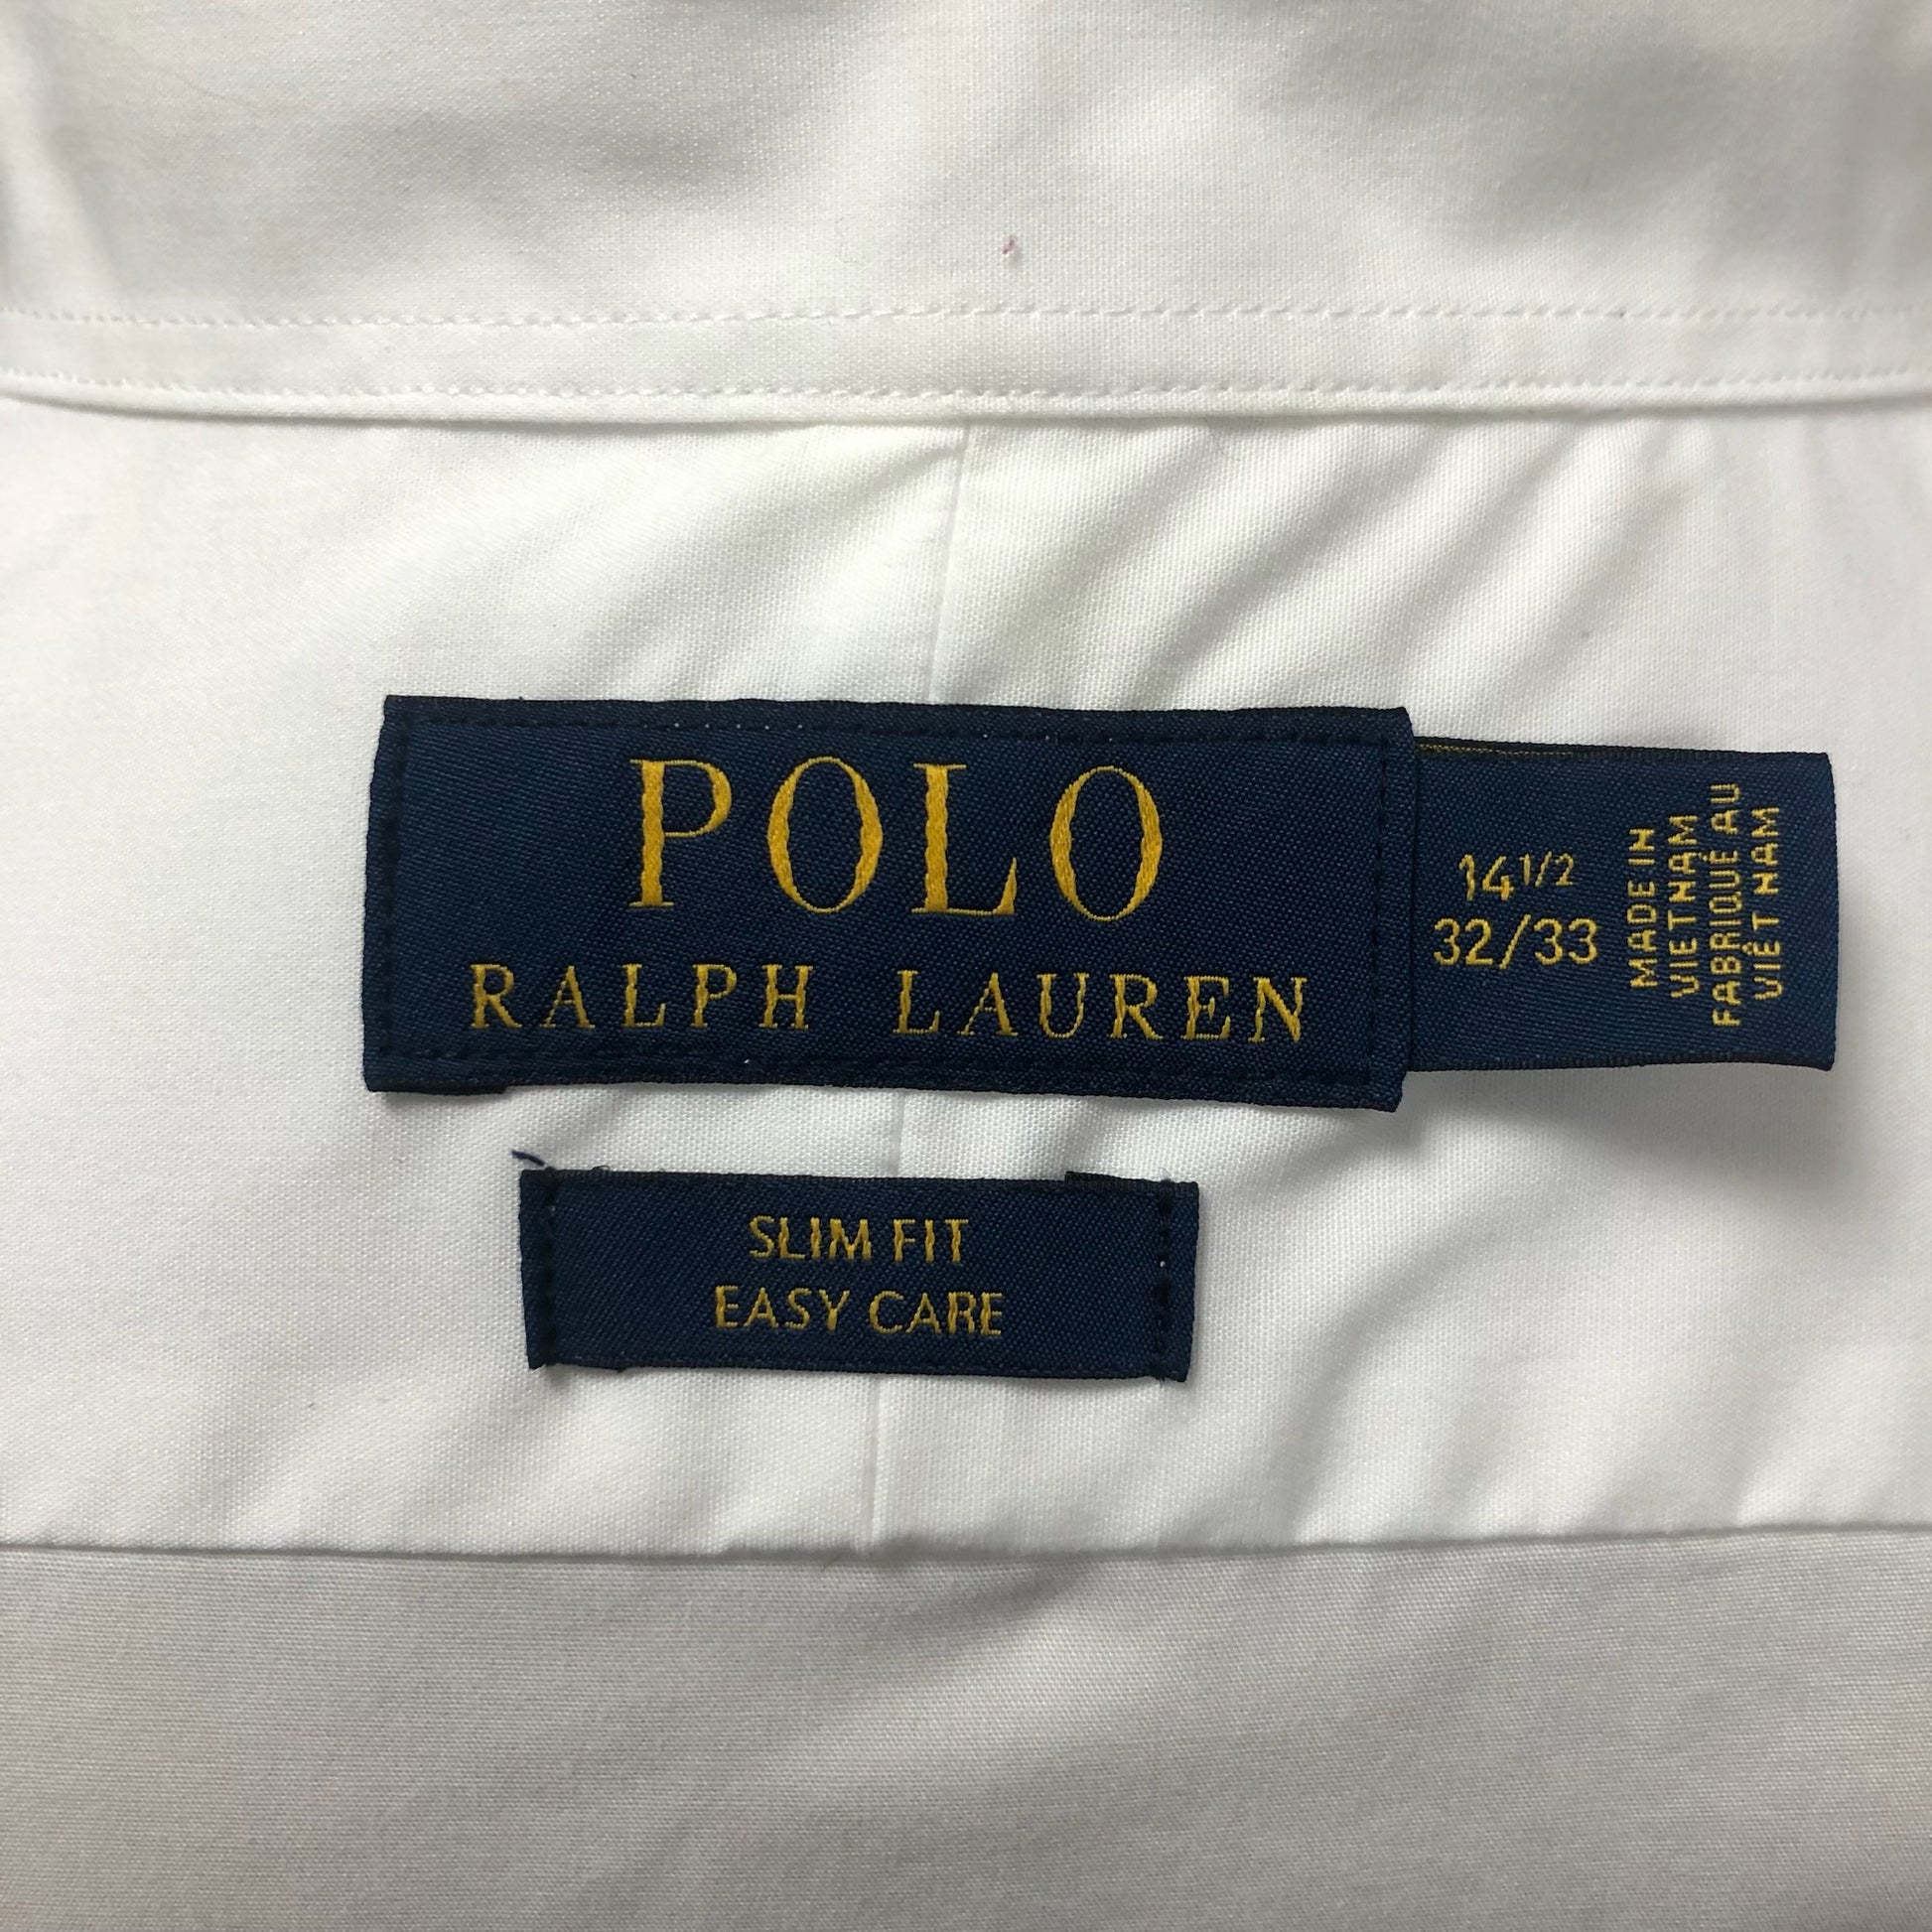 POLO
RALPH LAUREN
14 1/2
32/33
MADE IN
VIETNAM
FABRIQUÉ AU
VIÊT NAM
SLIM FIT
EASY CARE